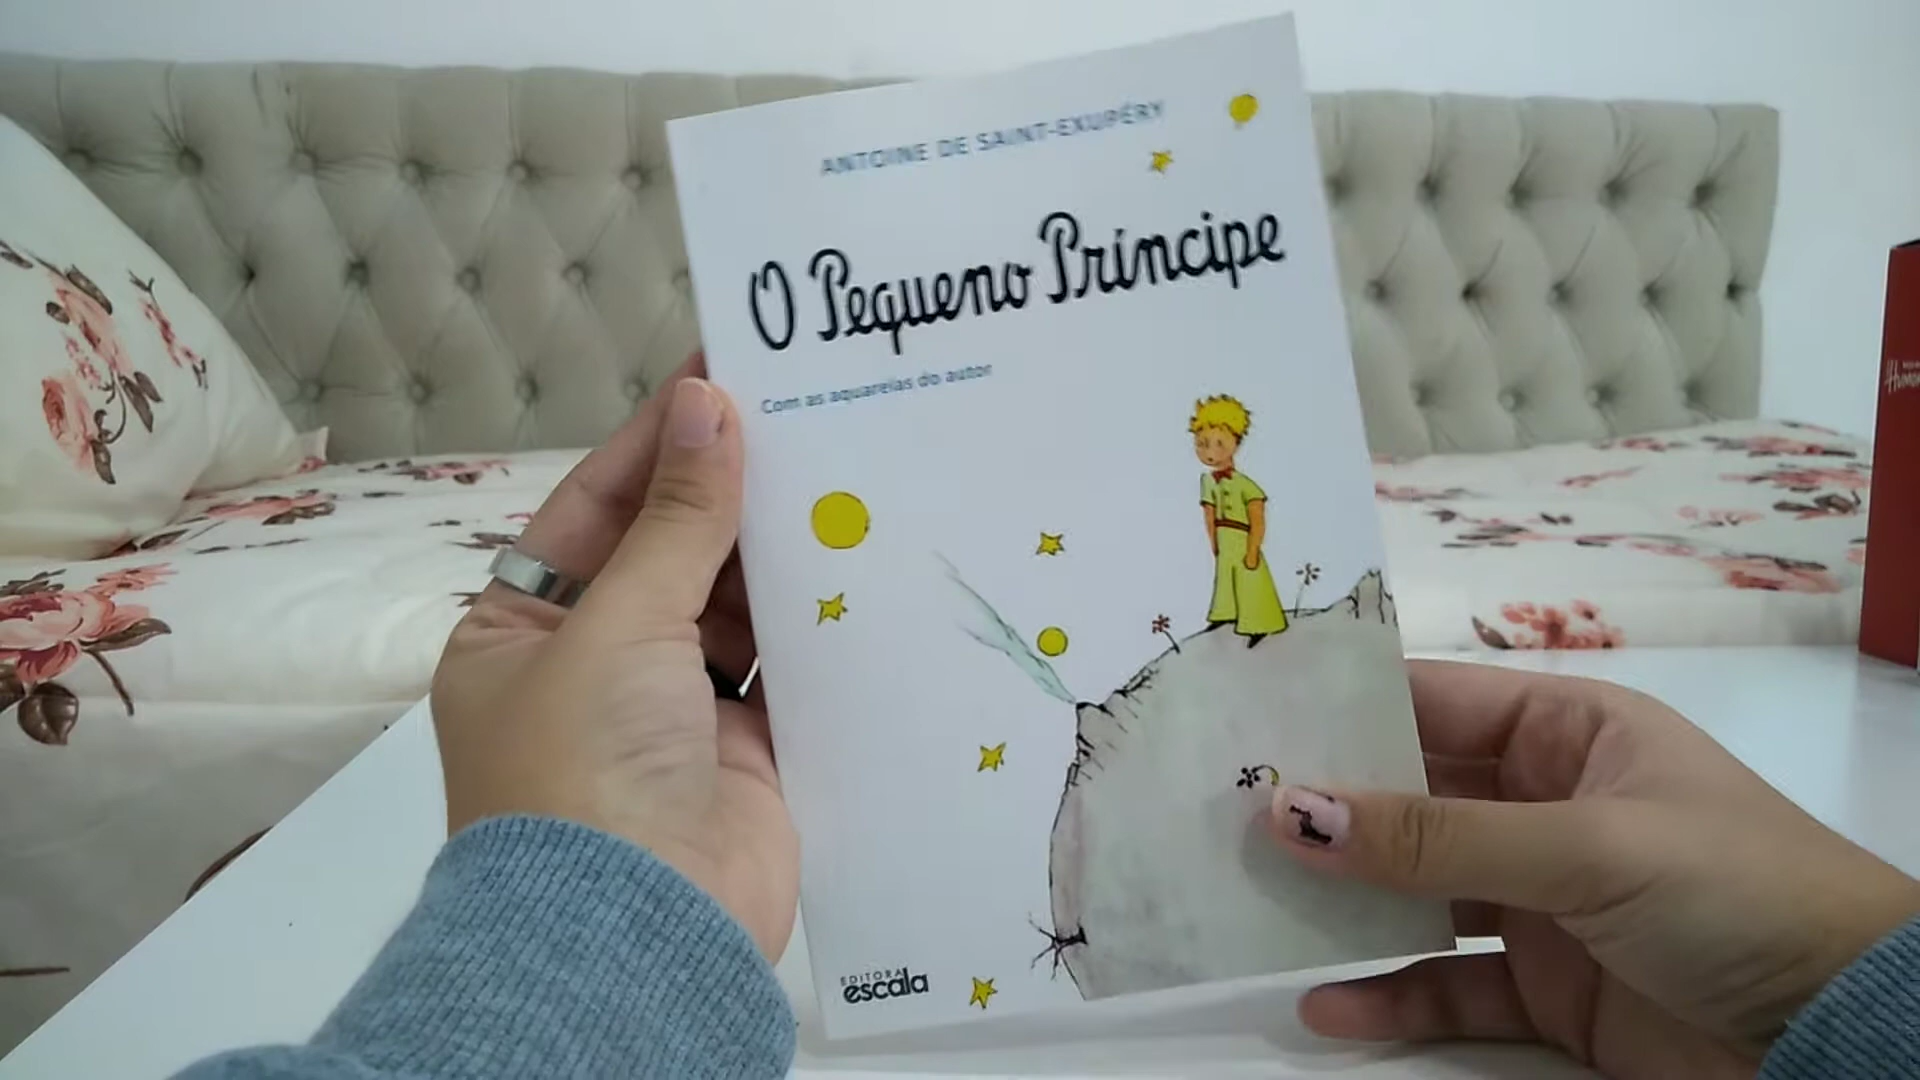 ANTOINE DE SAINT-EXUPÉRY
O Pequeno Príncipe
Com as aquarelas do autor
EDITORA
escala